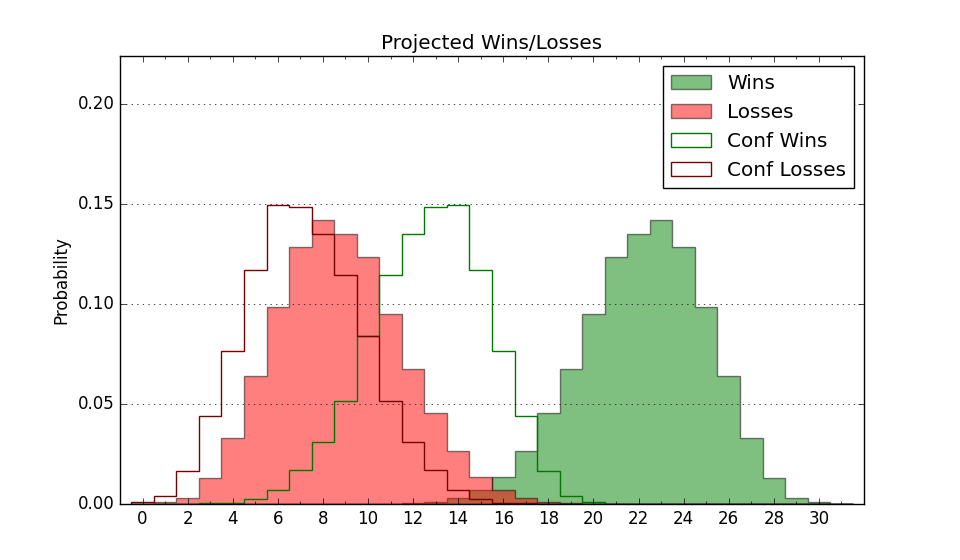 Projected Wins/Losses
Wins
Losses
Conf Wins
Conf Losses
Probability
0.20
0.15
0.10
0.05
0.00
0 2 4 6 8 10 12 14 16 18 20 22 24 26 28 30